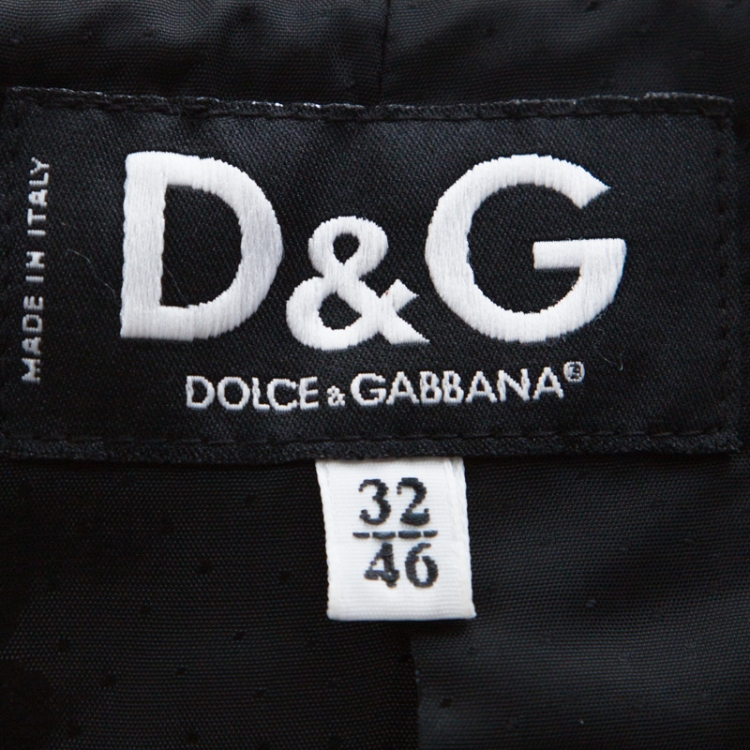 MADE IN ITALY
D&G
DOLCE & GABBANA®
32
46